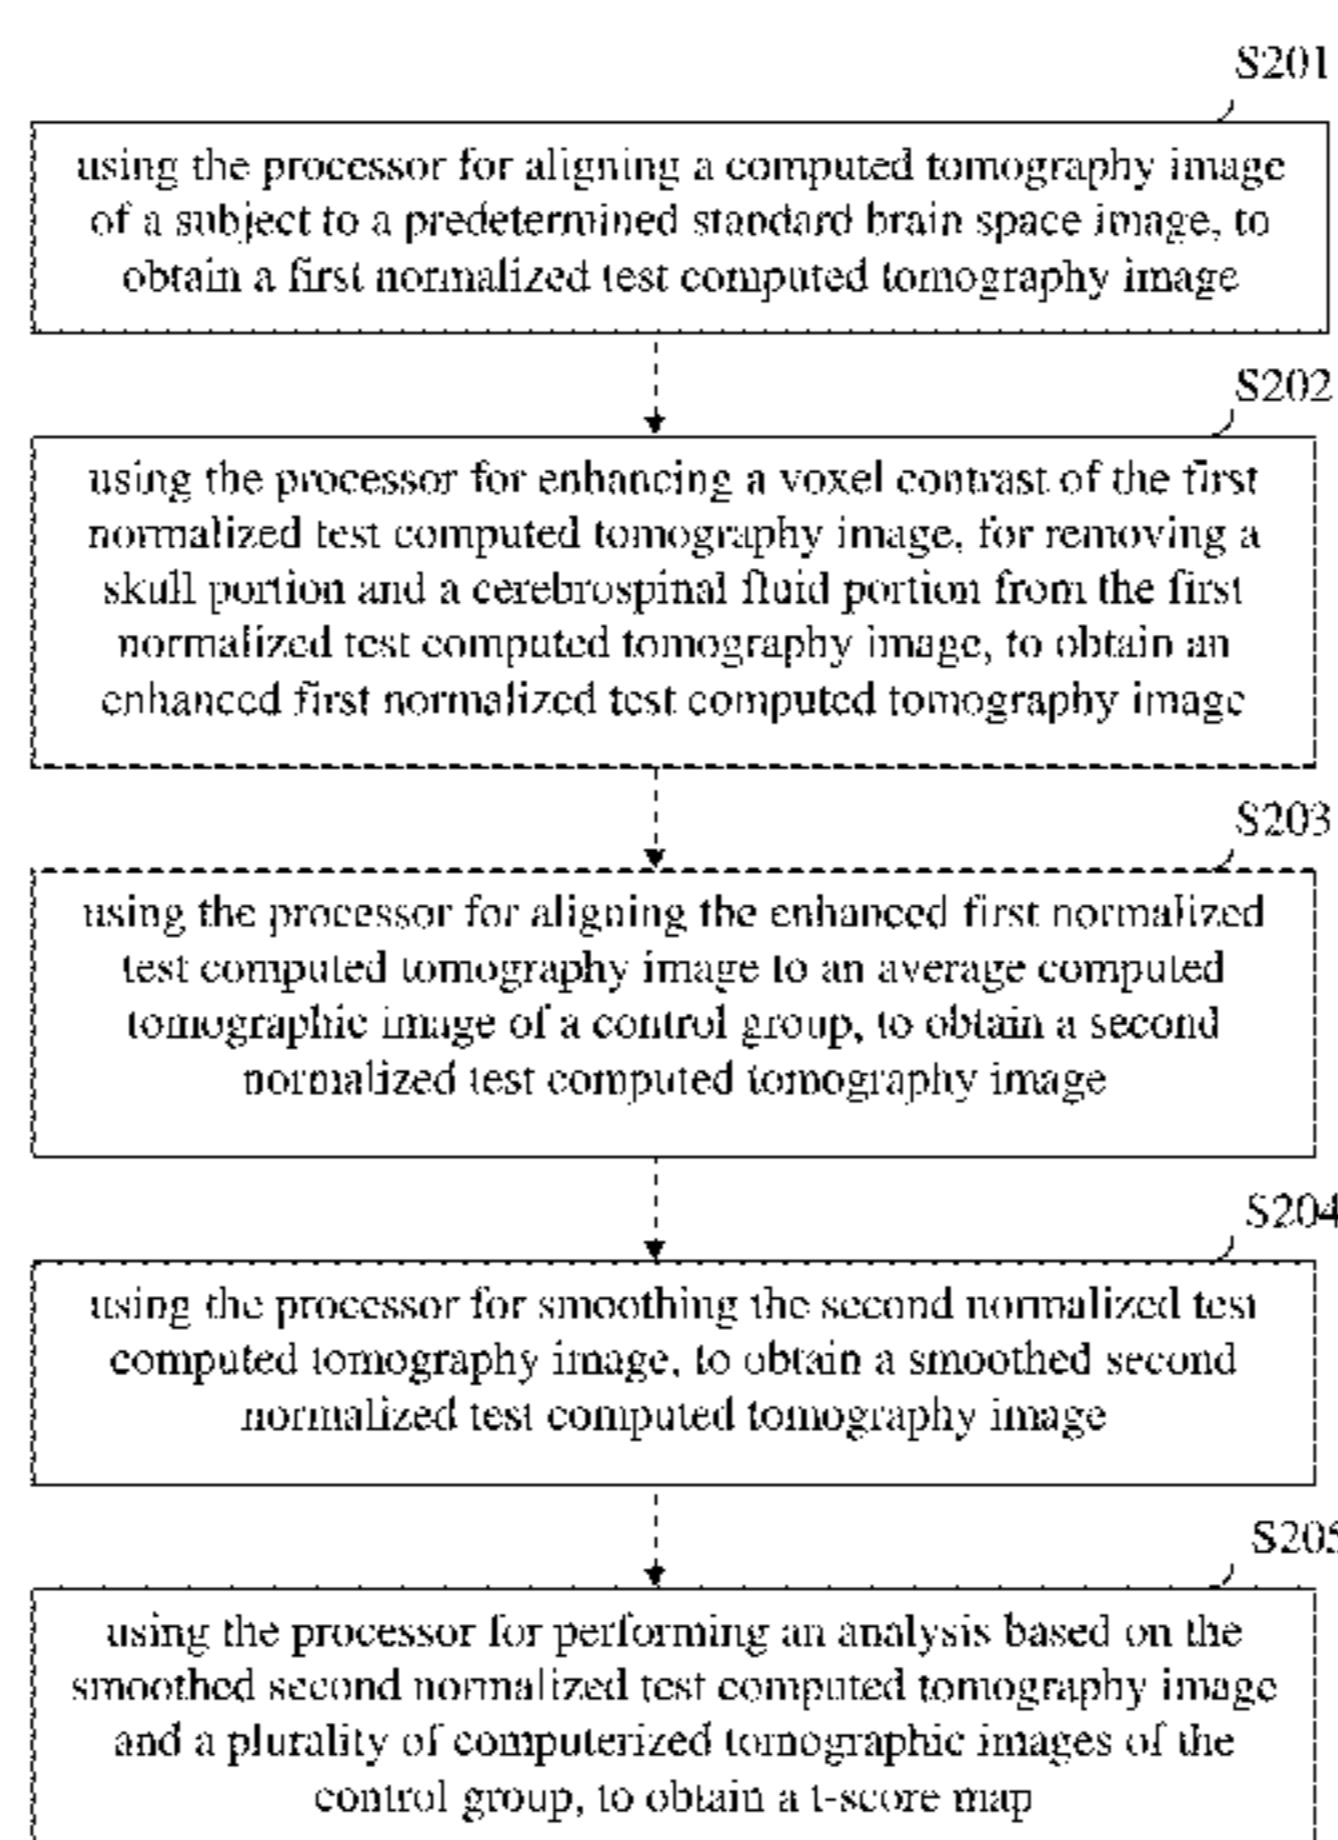 S201
using the processor for aligning a computed tomography image
of a subject to a predetermined standard brain space image, to
obtain a first normalized test computed tomography image
S202
using the processor for enhancing a voxel contrast of the first
normalized test computed tomography image, for removing a
skull portion and a cerebrospinal fluid portion from the first
normalized test computed tomography image, to obtain an
enhanced first normalized test computed tomography image
S203
using the processor for aligning the enhanced first normalized
test computed tomography image to an average computed
tomographic image of a control group, to obtain a second
normalized test computed tomography image
S204
using the processor for smoothing the second normalized test
computed tomography image, to obtain a smoothed second
normalized test computed tomography image
S205
using the processor for performing an analysis based on the
smoothed second normalized test computed tomography image
and a plurality of computerized tomographic images of the
control group, to obtain a t-score map